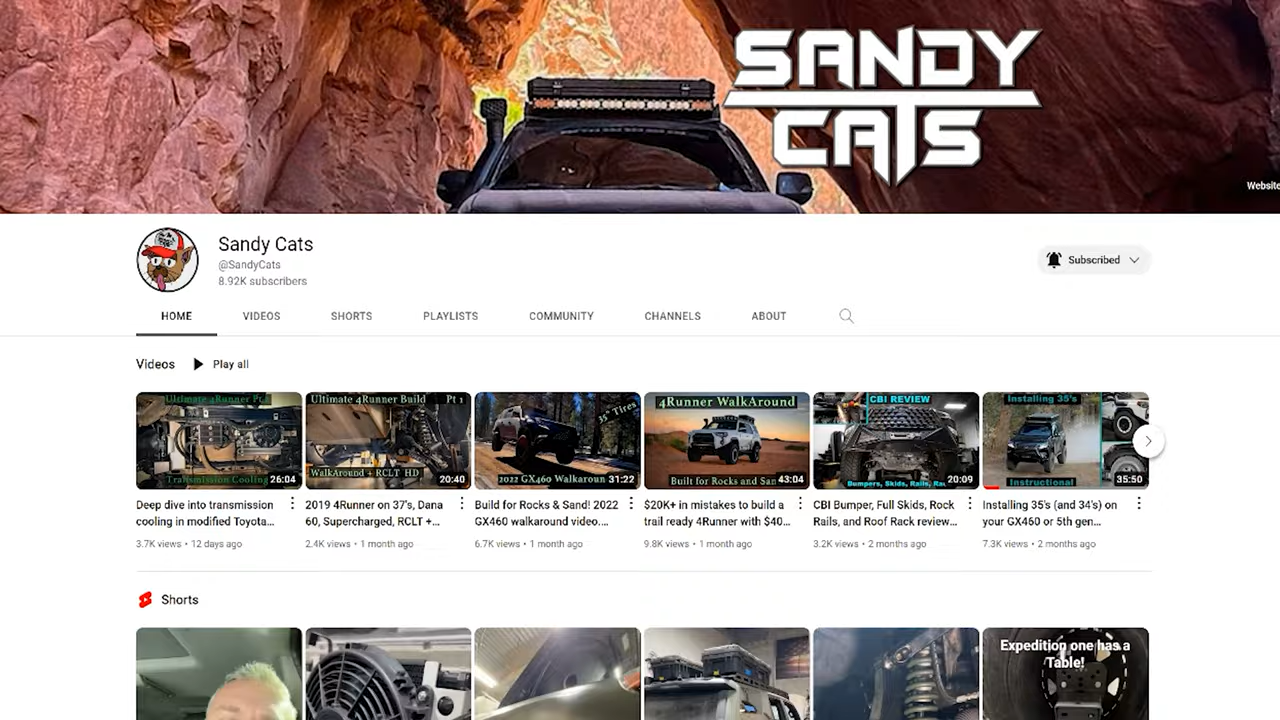 SANDY
CATS
Website
Sandy Cats
@SandyCats
8.92K subscribers
Subscribed
HOME VIDEOS SHORTS PLAYLISTS COMMUNITY CHANNELS ABOUT
Videos Play all
Ultimate 4Runner Pt
Transmission Cooling
26:04
Ultimate 4Runner Build Pt 1
WalkAround + RCLT HD
20:40
35" Tires
2022 GX460 Walkaroun
31:22
4Runner WalkAround
Built for Rocks and San
43:04
CBI REVIEW
Bumpers, Skids, Rails, Ra
20:09
Installing 35's
Instructional
35:50
Deep dive into transmission
cooling in modified Toyota...
3.7K views • 12 days ago
2019 4Runner on 37's, Dana
60, Supercharged, RCLT +...
2.4K views • 1 month ago
Build for Rocks & Sand! 2022
GX460 walkaround video....
6.7K views • 1 month ago
$20K+ in mistakes to build a
trail ready 4Runner with $40...
9.8K views • 1 month ago
CBI Bumper, Full Skids, Rock
Rails, and Roof Rack review...
3.2K views • 2 months ago
Installing 35's (and 34's) on
your GX460 or 5th gen...
7.3K views • 2 months ago
Shorts
Expedition one has a
Table!